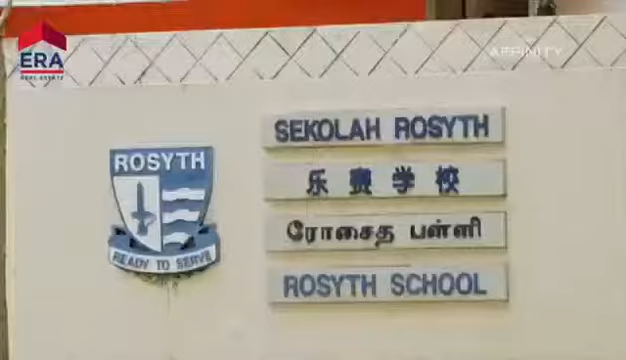 ERA
REAL ESTATE
AFFINITY
ROSYTH
READY TO SERVE
SEKOLAH ROSYTH
乐赛学校
ரோசைத பள்ளி
ROSYTH SCHOOL